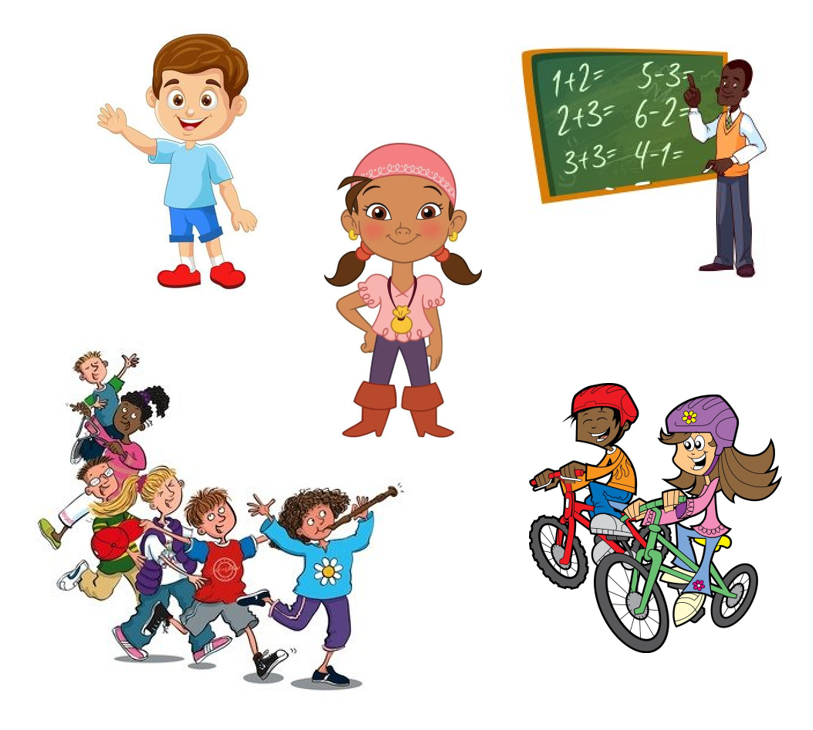 1+2= 5-3=
2+3= 6-2=
3+3= 4-1=